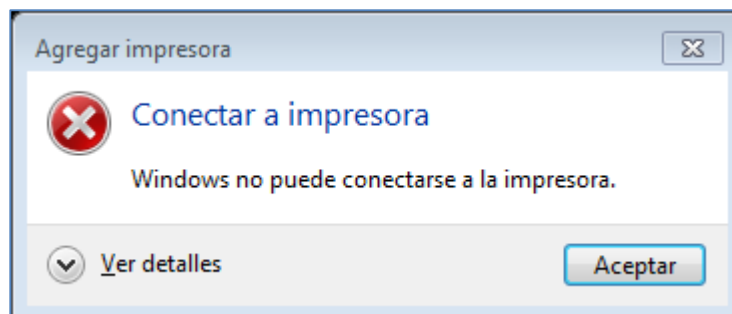 Agregar impresora
Conectar a impresora
Windows no puede conectarse a la impresora.
Ver detalles
Aceptar